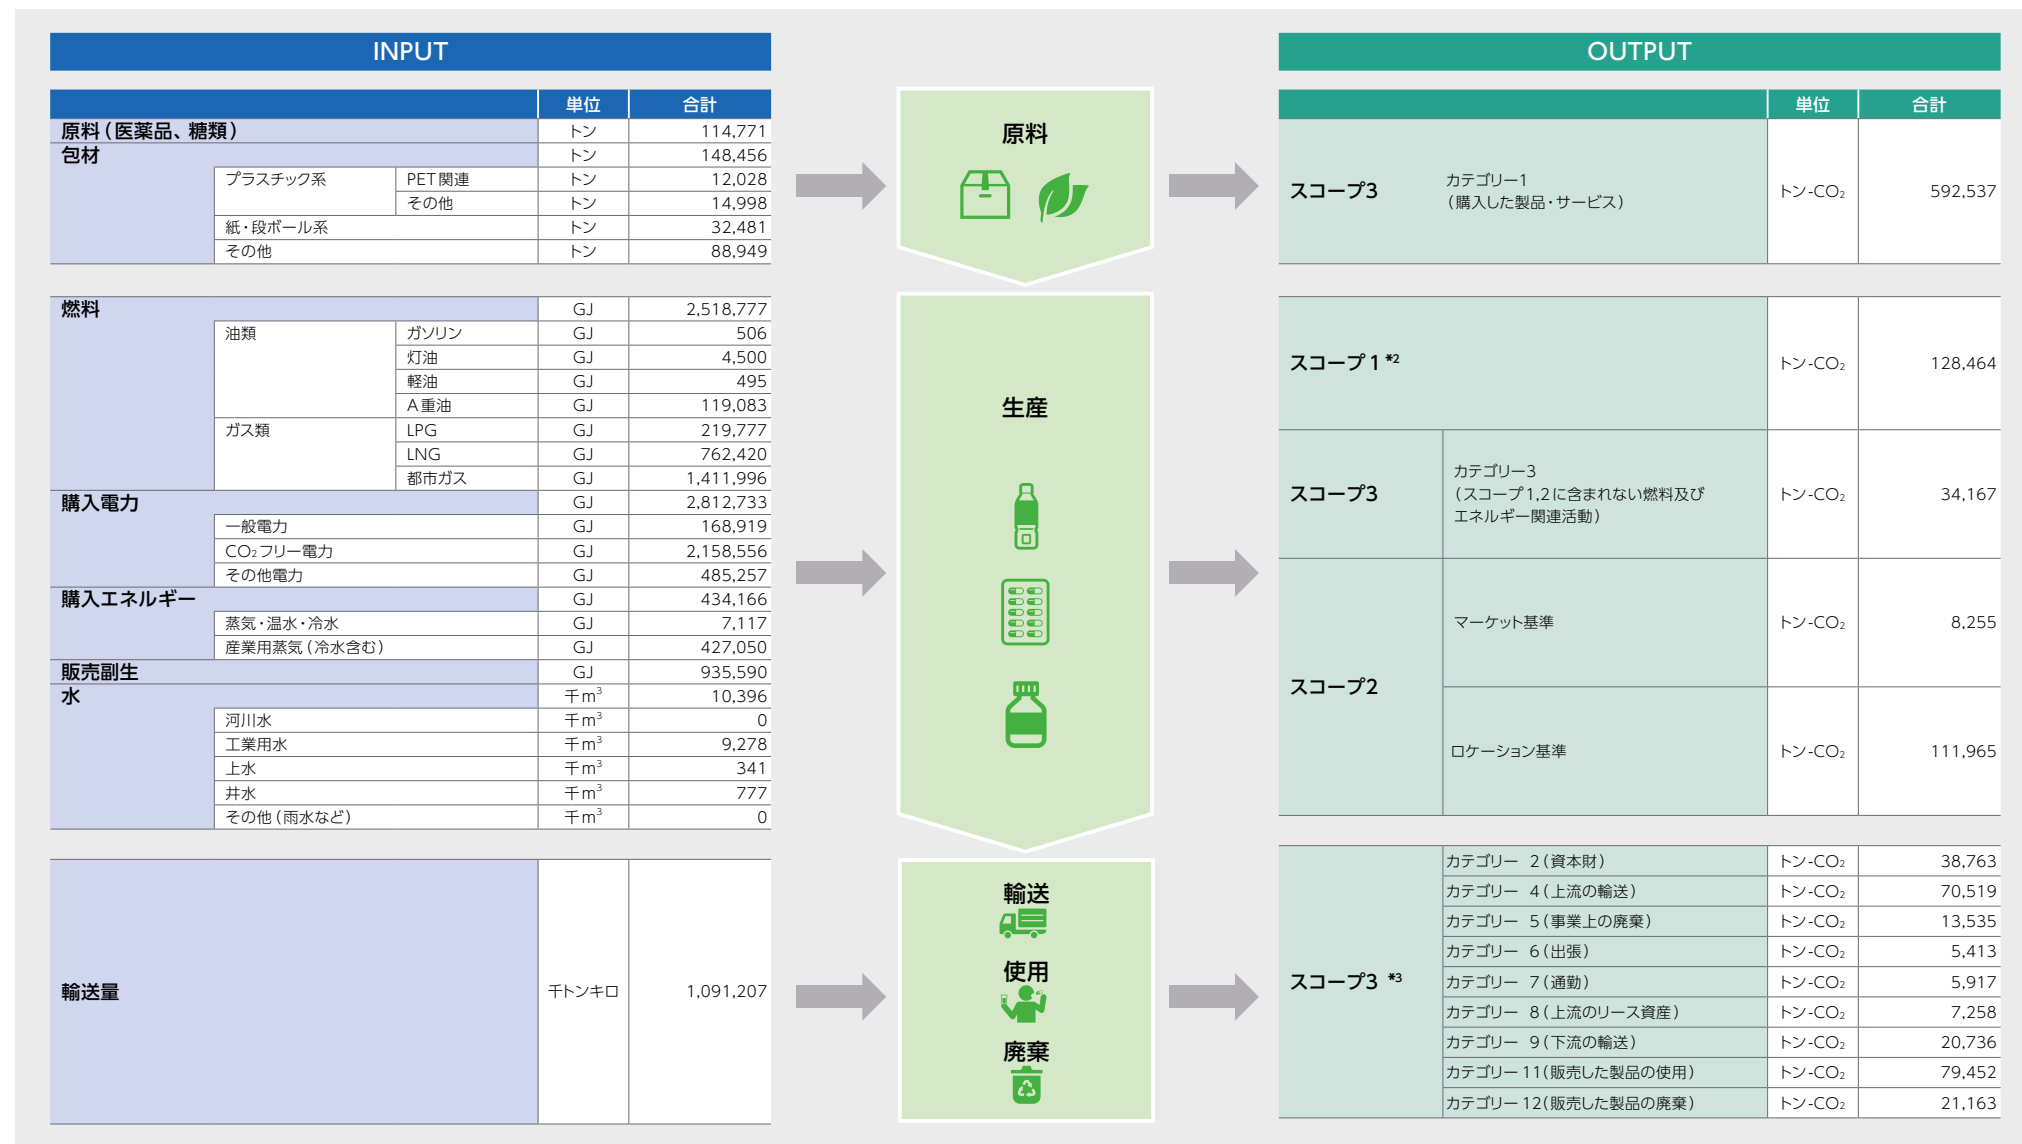 INPUT
単位 合計
原料(医薬品、糖類) トン 114,771
包材 トン 148,456
プラスチック系 PET関連 トン 12,028
その他 トン 14,998
紙・段ボール系 トン 32,481
その他 トン 88,949
燃料 GJ 2,518,777
油類 ガソリン GJ 506
灯油 GJ 4,500
軽油 GJ 495
A重油 GJ 119,083
ガス類 LPG GJ 219,777
LNG GJ 762,420
都市ガス GJ 1,411,996
購入電力 GJ 2,812,733
一般電力 GJ 168,919
CO₂フリー電力 GJ 2,158,556
その他電力 GJ 485,257
購入エネルギー GJ 434,166
蒸気・温水・冷水 GJ 7,117
産業用蒸気(冷水含む) GJ 427,050
販売副生 GJ 935,590
水 千m³ 10,396
河川水 千m³ 0
工業用水 千m³ 9,278
上水 千m³ 341
井水 千m³ 777
その他(雨水など) 千m³ 0
輸送量 千トンキロ 1,091,207
原料
生産
輸送
使用
廃棄
OUTPUT
単位 合計
スコープ3 カテゴリー1
(購入した製品・サービス) トン-CO₂ 592,537
スコープ1 *2 トン-CO₂ 128,464
スコープ3 カテゴリー3
(スコープ1,2に含まれない燃料及び
エネルギー関連活動) トン-CO₂ 34,167
スコープ2 マーケット基準 トン-CO₂ 8,255
ロケーション基準 トン-CO₂ 111,965
スコープ3 *3
カテゴリー 2(資本財) トン-CO₂ 38,763
カテゴリー 4(上流の輸送) トン-CO₂ 70,519
カテゴリー 5(事業上の廃棄) トン-CO₂ 13,535
カテゴリー 6(出張) トン-CO₂ 5,413
カテゴリー 7(通勤) トン-CO₂ 5,917
カテゴリー 8(上流のリース資産) トン-CO₂ 7,258
カテゴリー 9(下流の輸送) トン-CO₂ 20,736
カテゴリー 11(販売した製品の使用) トン-CO₂ 79,452
カテゴリー 12(販売した製品の廃棄) トン-CO₂ 21,163